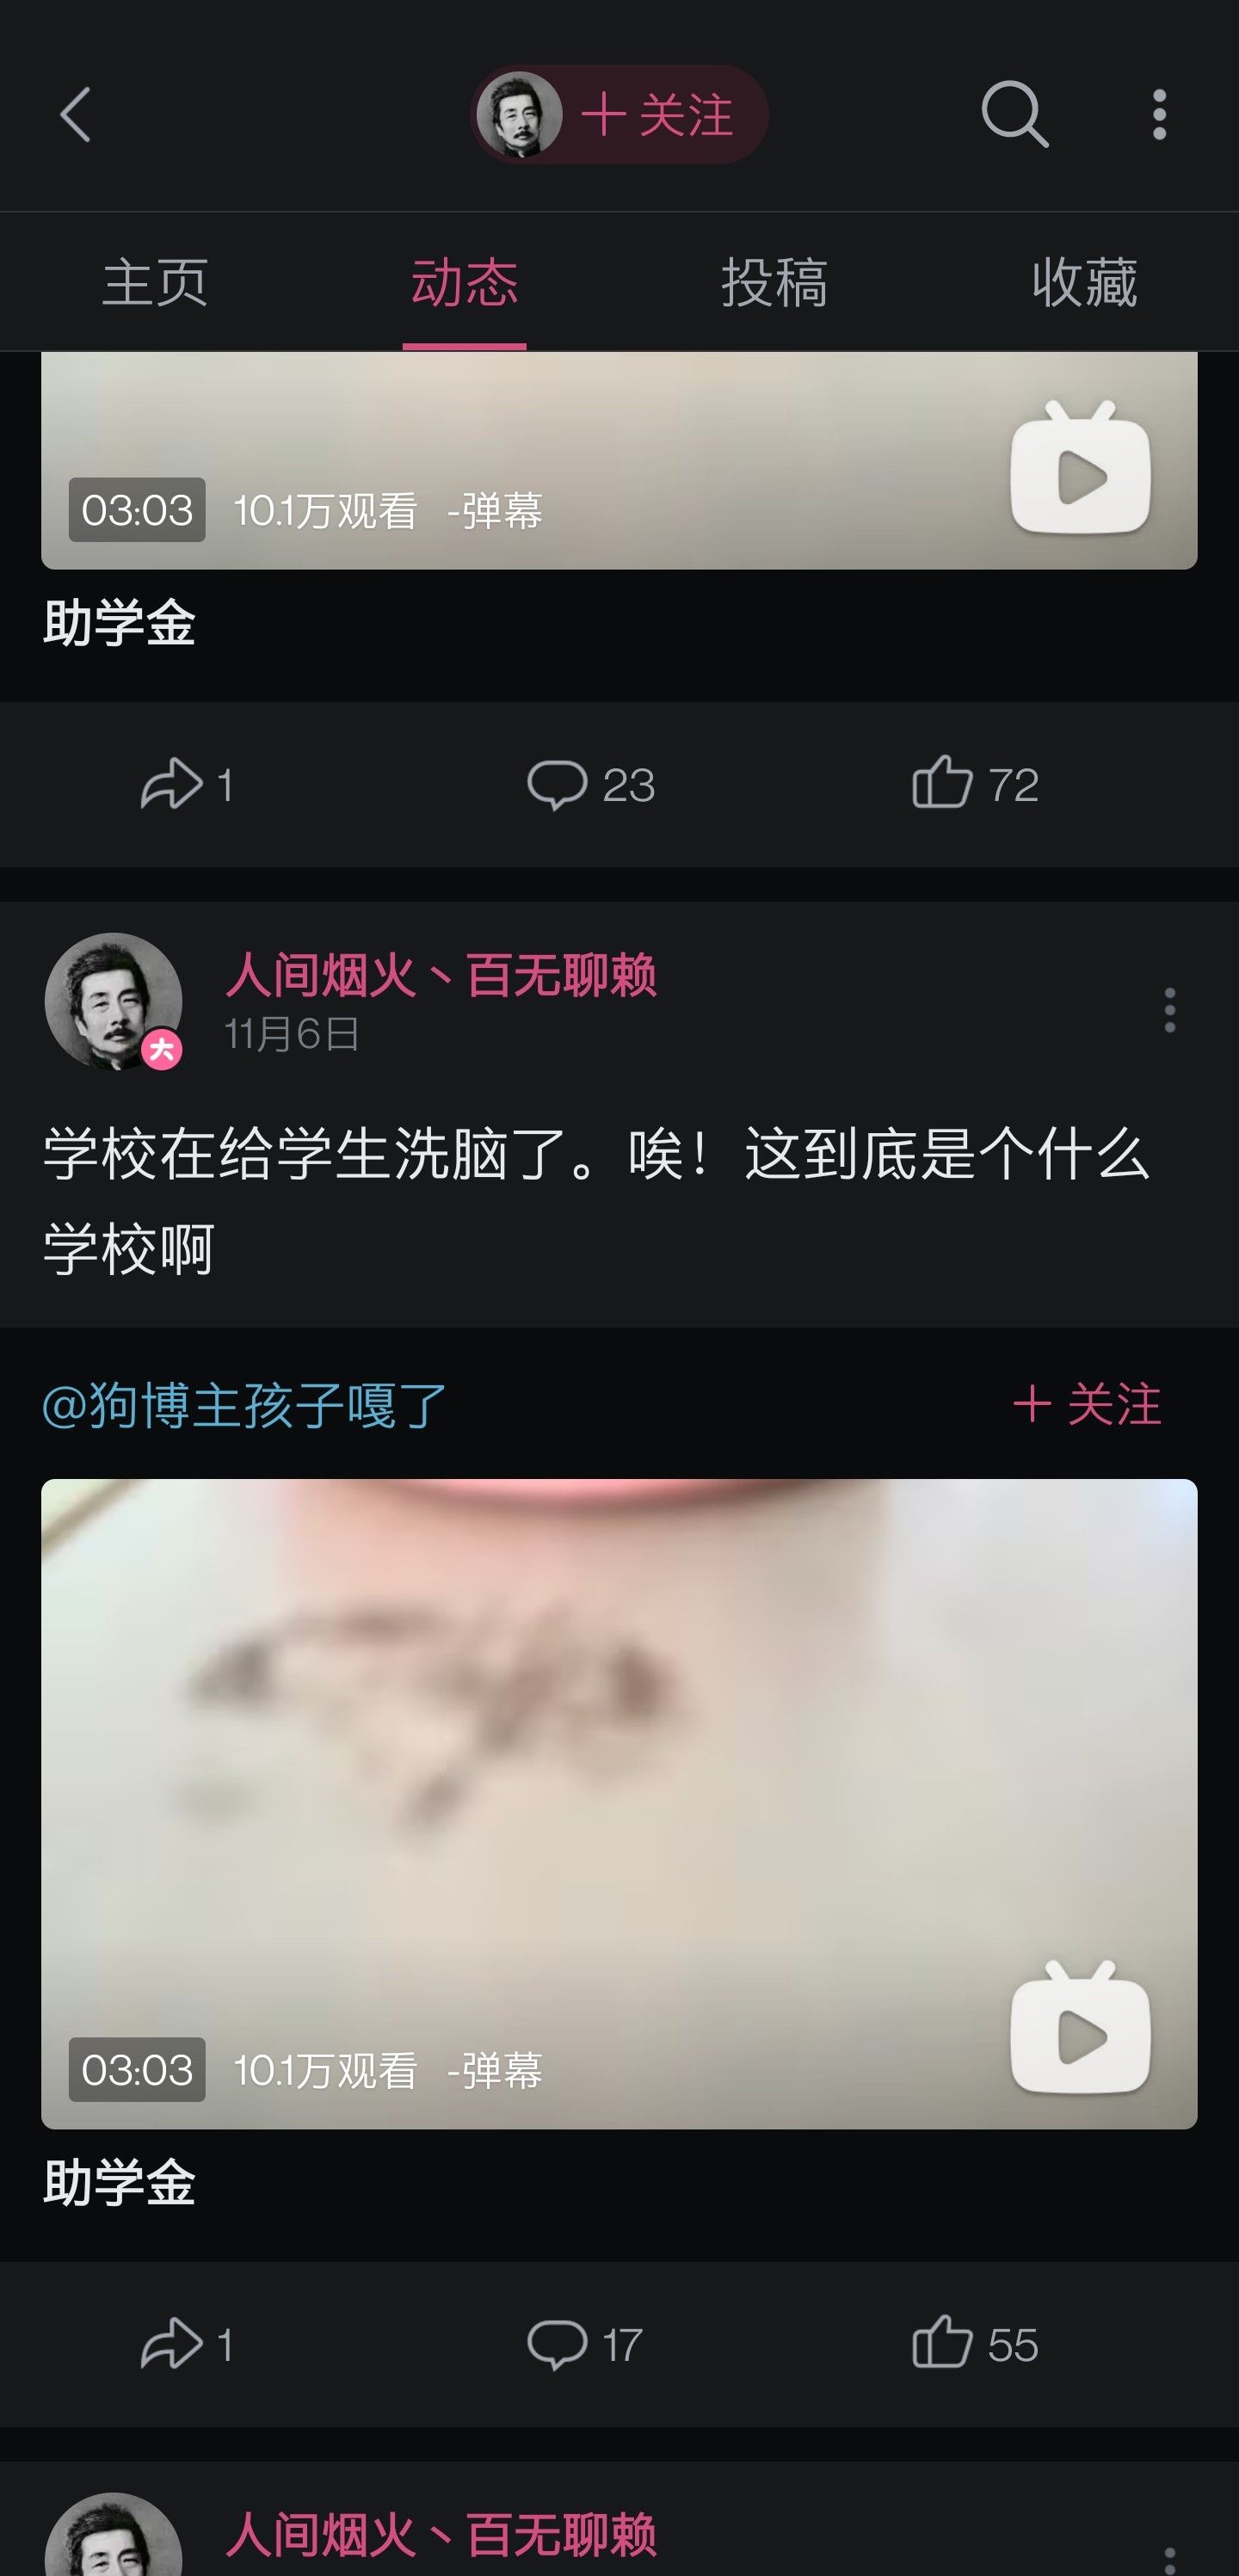 + 关注
主页 动态 投稿 收藏
03:03 10.1万观看 -弹幕
助学金
1 23 72
人间烟火丶百无聊赖
大
11月6日
学校在给学生洗脑了。唉！这到底是个什么
学校啊
@狗博主孩子嘎了 + 关注
03:03 10.1万观看 -弹幕
助学金
1 17 55
人间烟火丶百无聊赖